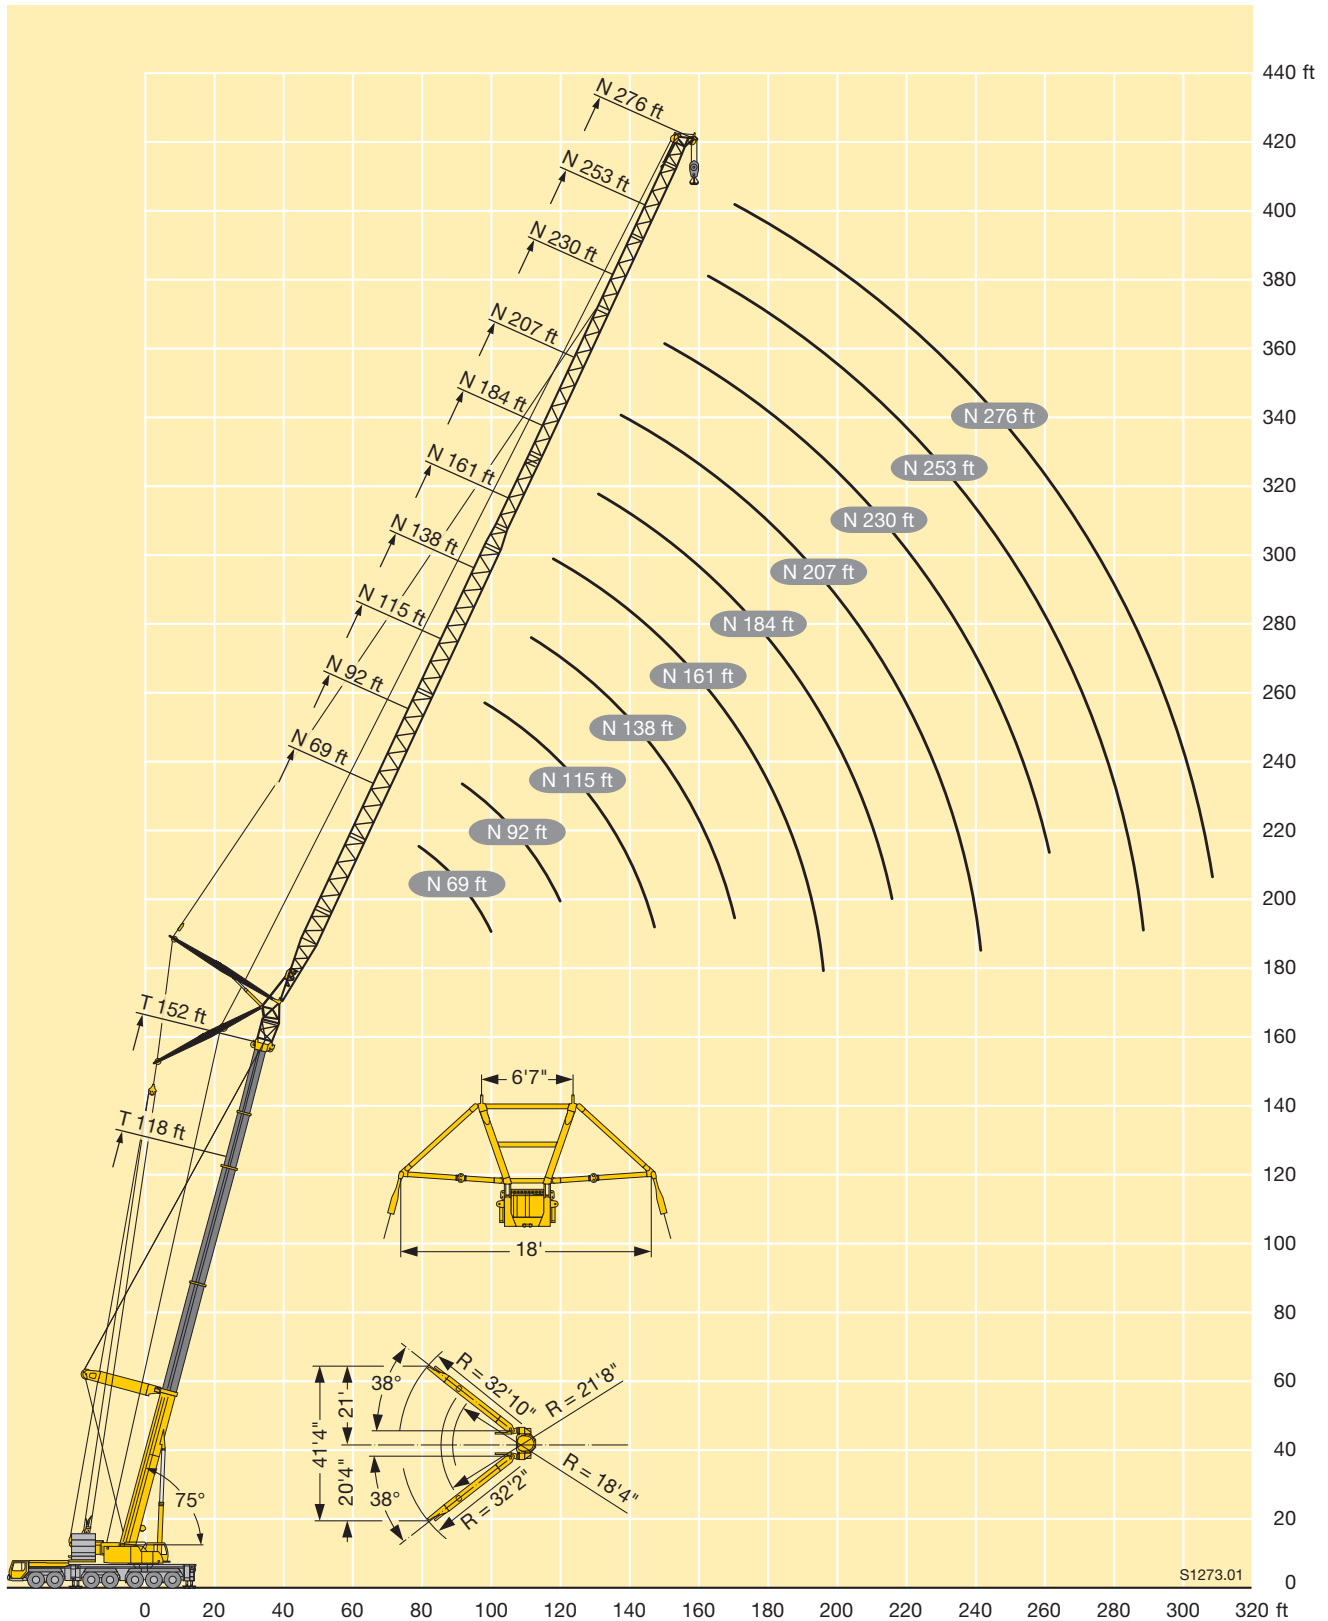 440 ft
420
400
380
360
340
320
300
280
260
240
220
200
180
160
140
120
100
80
60
40
20
0
N 276 ft
N 253 ft
N 230 ft
N 207 ft
N 184 ft
N 161 ft
N 138 ft
N 115 ft
N 92 ft
N 69 ft
N 276 ft
N 253 ft
N 230 ft
N 207 ft
N 184 ft
N 161 ft
N 138 ft
N 115 ft
N 92 ft
N 69 ft
T 152 ft
T 118 ft
75°
6'7"
18'
38°
38°
21'
41'4"
20'4"
R = 32'10"
R = 21'8"
R = 18'4"
R = 32'2"
S1273.01
0 20 40 60 80 100 120 140 160 180 200 220 240 260 280 300 320 ft